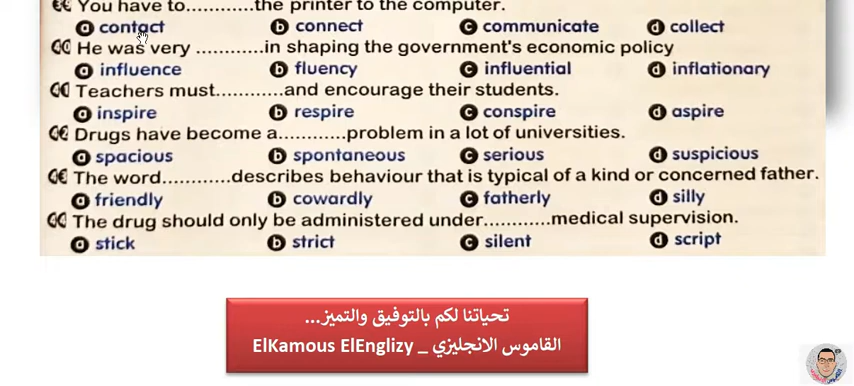 You have to............the printer to the computer.
a contact b connect c communicate d collect
He was very ............in shaping the government's economic policy
a influence b fluency c influential d inflationary
Teachers must............and encourage their students.
a inspire b respire c conspire d aspire
Drugs have become a............problem in a lot of universities.
a spacious b spontaneous c serious d suspicious
The word............describes behaviour that is typical of a kind or concerned father.
a friendly b cowardly c fatherly d silly
The drug should only be administered under............medical supervision.
a stick b strict c silent d script
تحياتنا لكم بالتوفيق والتميز...
القاموس الانجليزي _ ElKamous ElEnglizy